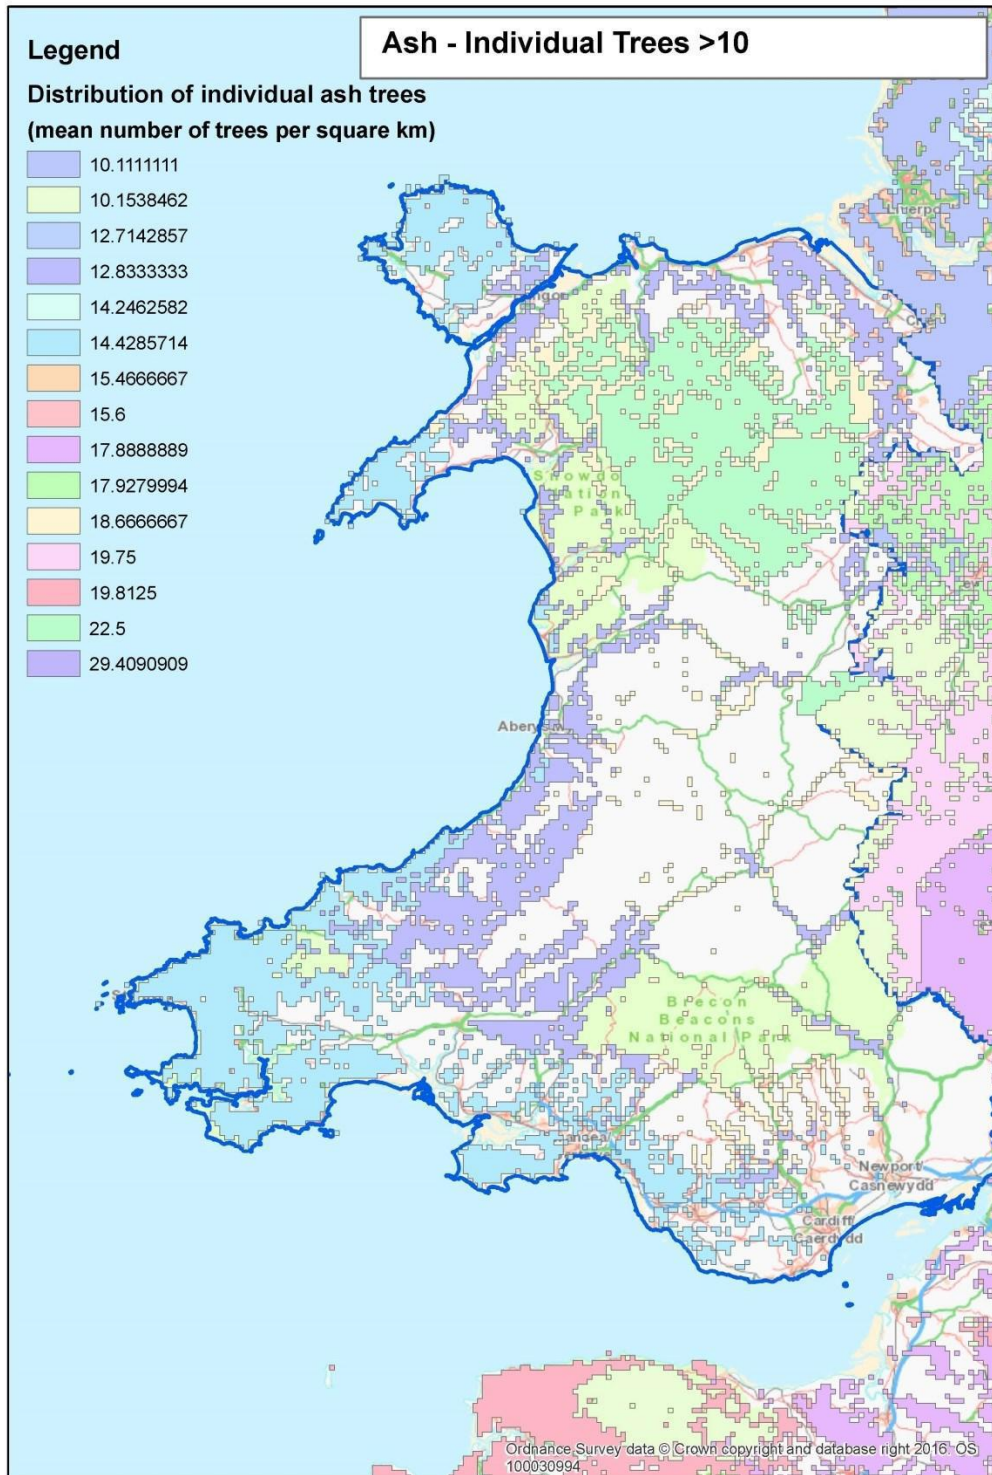 Ash - Individual Trees >10
Legend
Distribution of individual ash trees
(mean number of trees per square km)
10.1111111
10.1538462
12.7142857
12.8333333
14.2462582
14.4285714
15.4666667
15.6
17.8888889
17.9279994
18.6666667
19.75
19.8125
22.5
29.4090909
Park
Brecon
Beacons
National Park
Newport/
Casnewydd
Cardiff/
Caerdydd
Ordnance Survey data © Crown copyright and database right 2016. OS
100030994